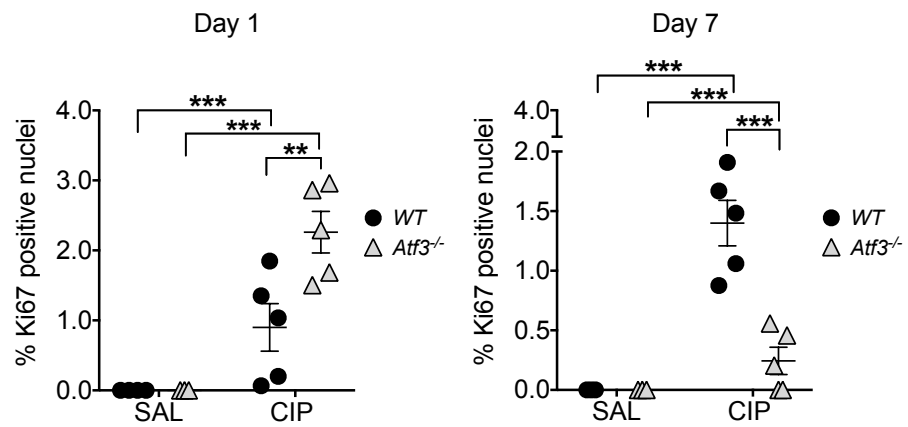 Day 1
***
***
**
4.0
3.0
2.0
1.0
0.0
% Ki67 positive nuclei
SAL
CIP
WT
Atf3-/-
Day 7
***
***
***
4.0
2.0
1.5
1.0
0.5
0.0
% Ki67 positive nuclei
SAL
CIP
WT
Atf3-/-